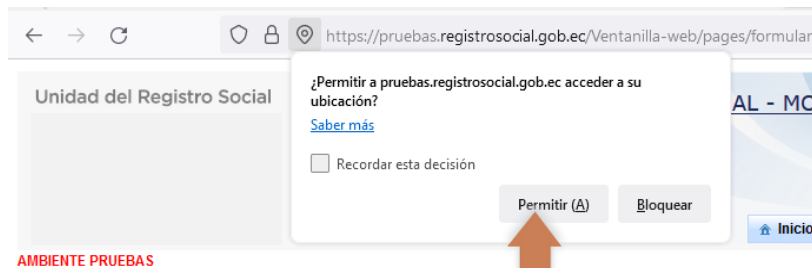 https://pruebas.registrosocial.gob.ec/Ventanilla-web/pages/formular
Unidad del Registro Social
¿Permitir a pruebas.registrosocial.gob.ec acceder a su
ubicación?
Saber más
Recordar esta decisión
Permitir (A) Bloquear
AL - MO
Inicio
AMBIENTE PRUEBAS